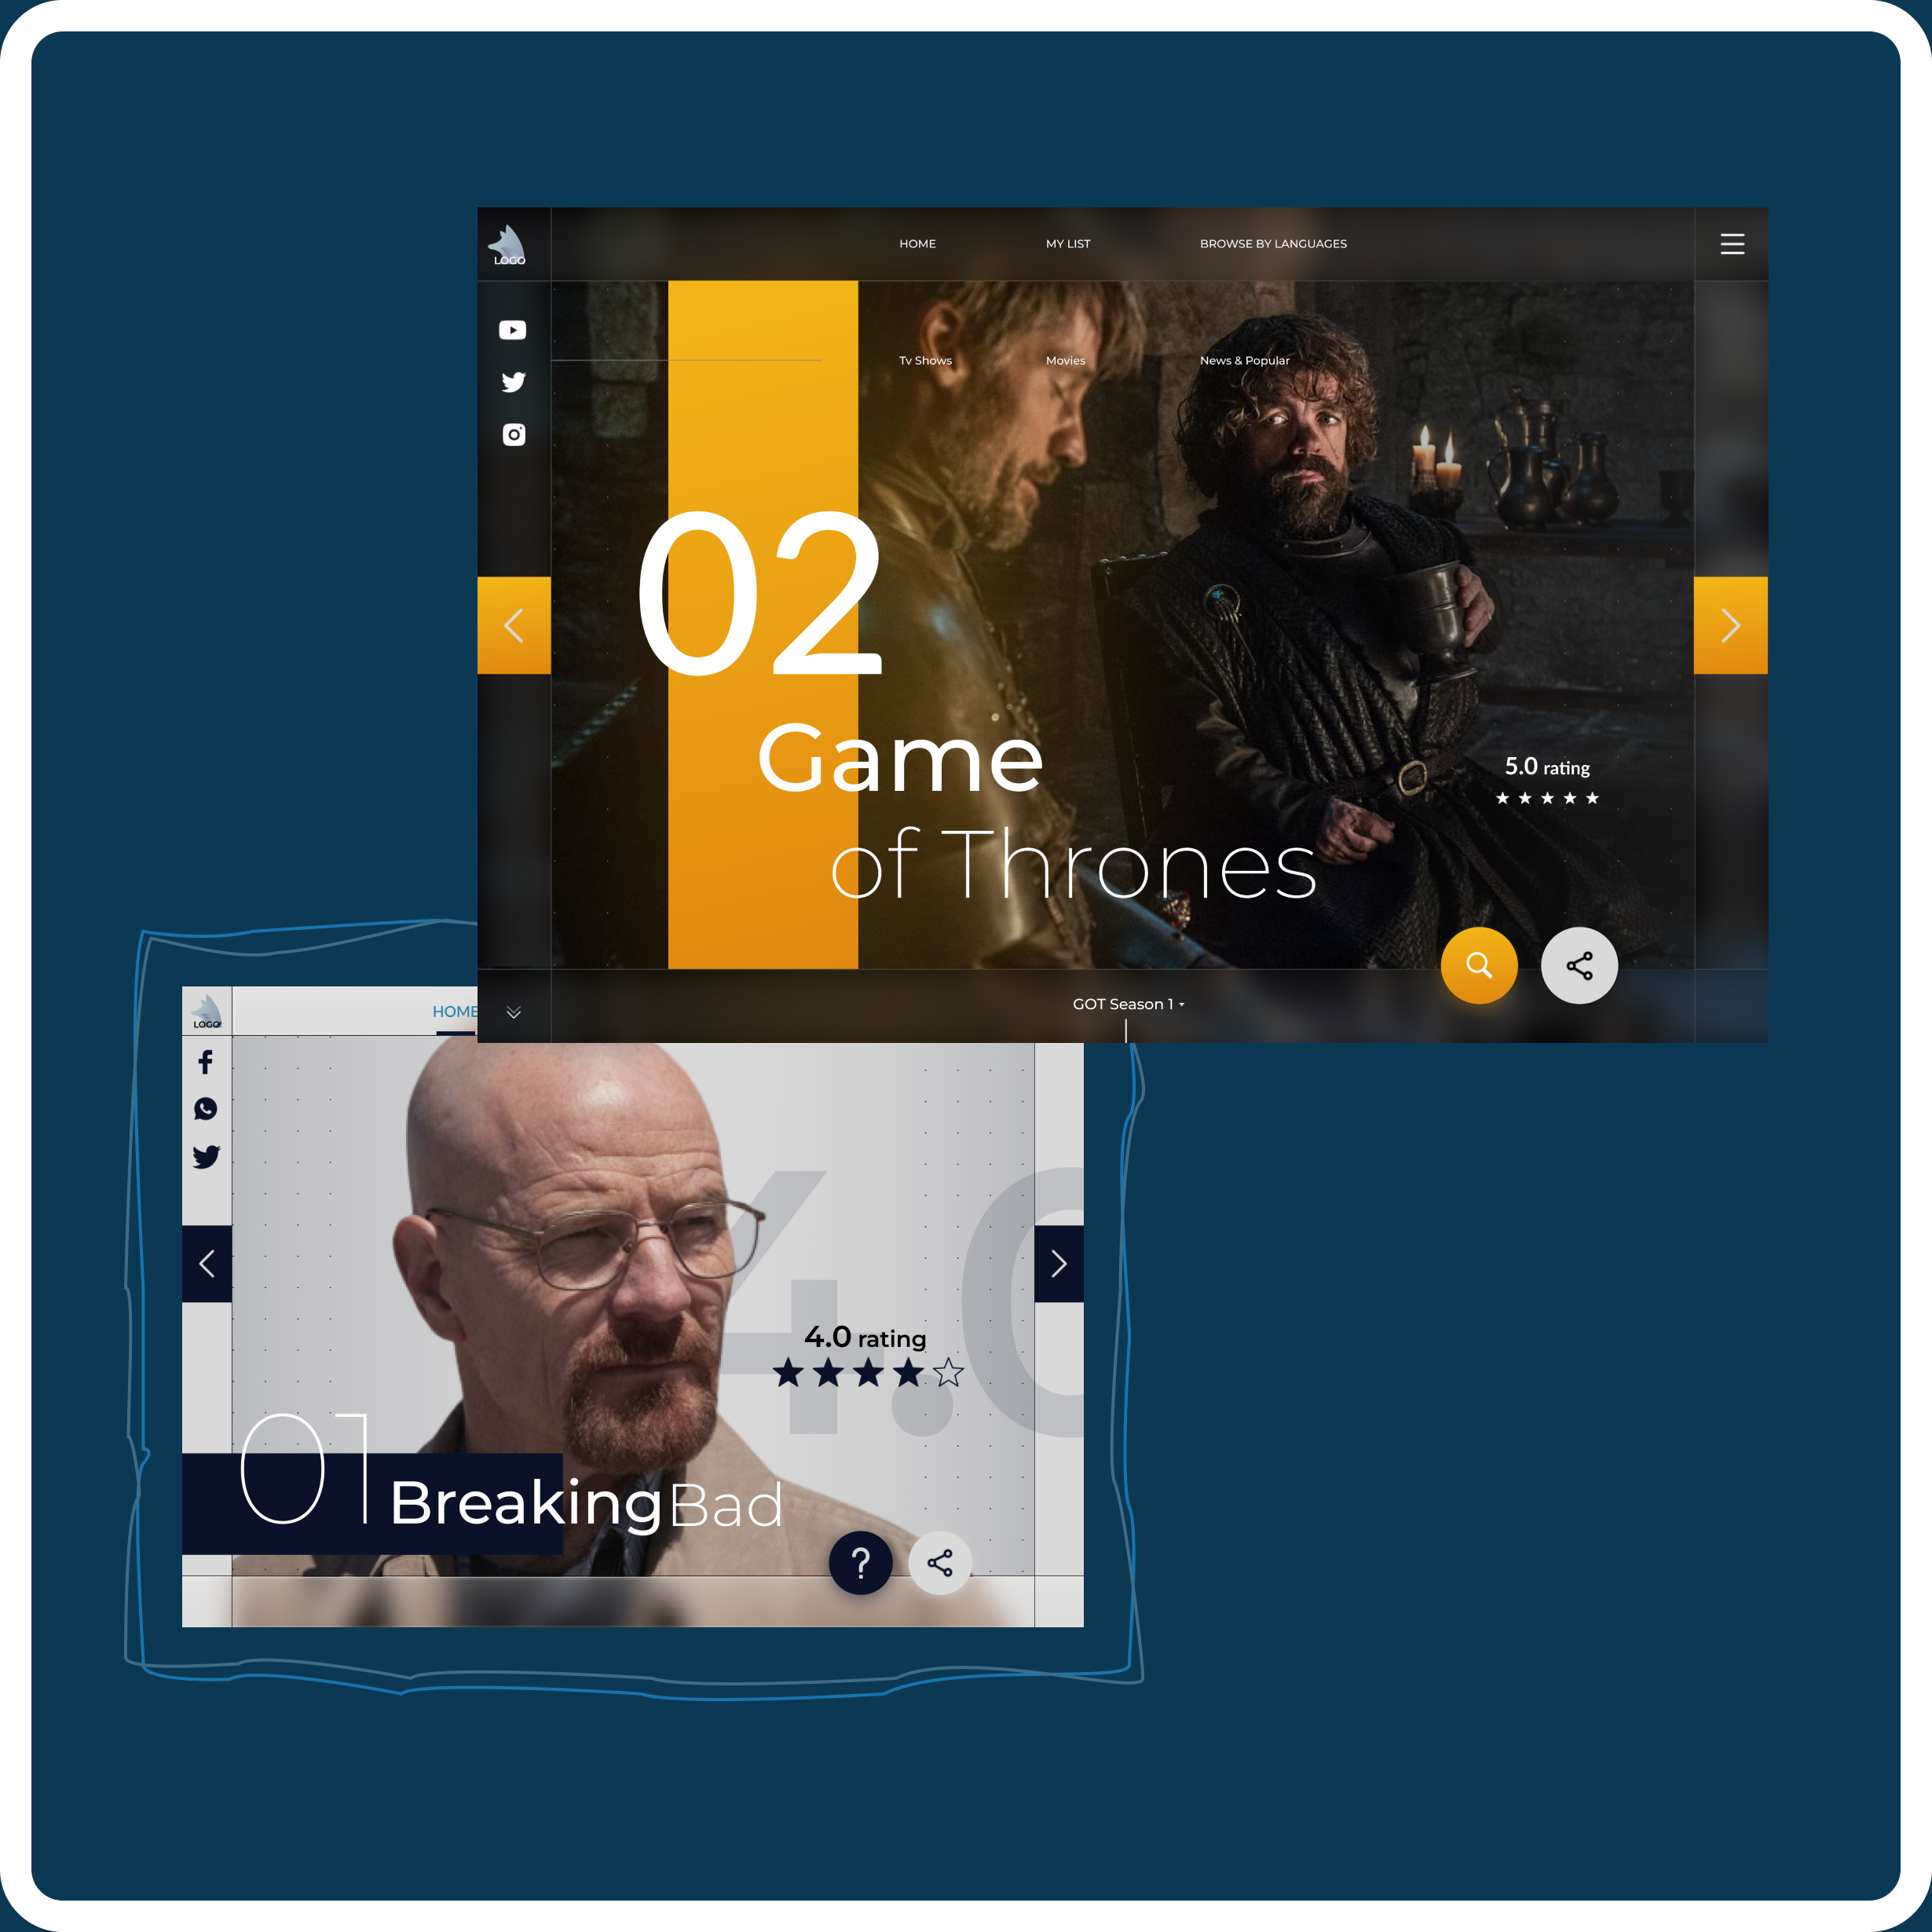 LOGO
HOME
MY LIST
BROWSE BY LANGUAGES
Tv Shows
Movies
News & Popular
02
Game
of Thrones
5.0 rating
GOT Season 1
LOGO
HOME
4.0
4.0 rating
01
BreakingBad
?